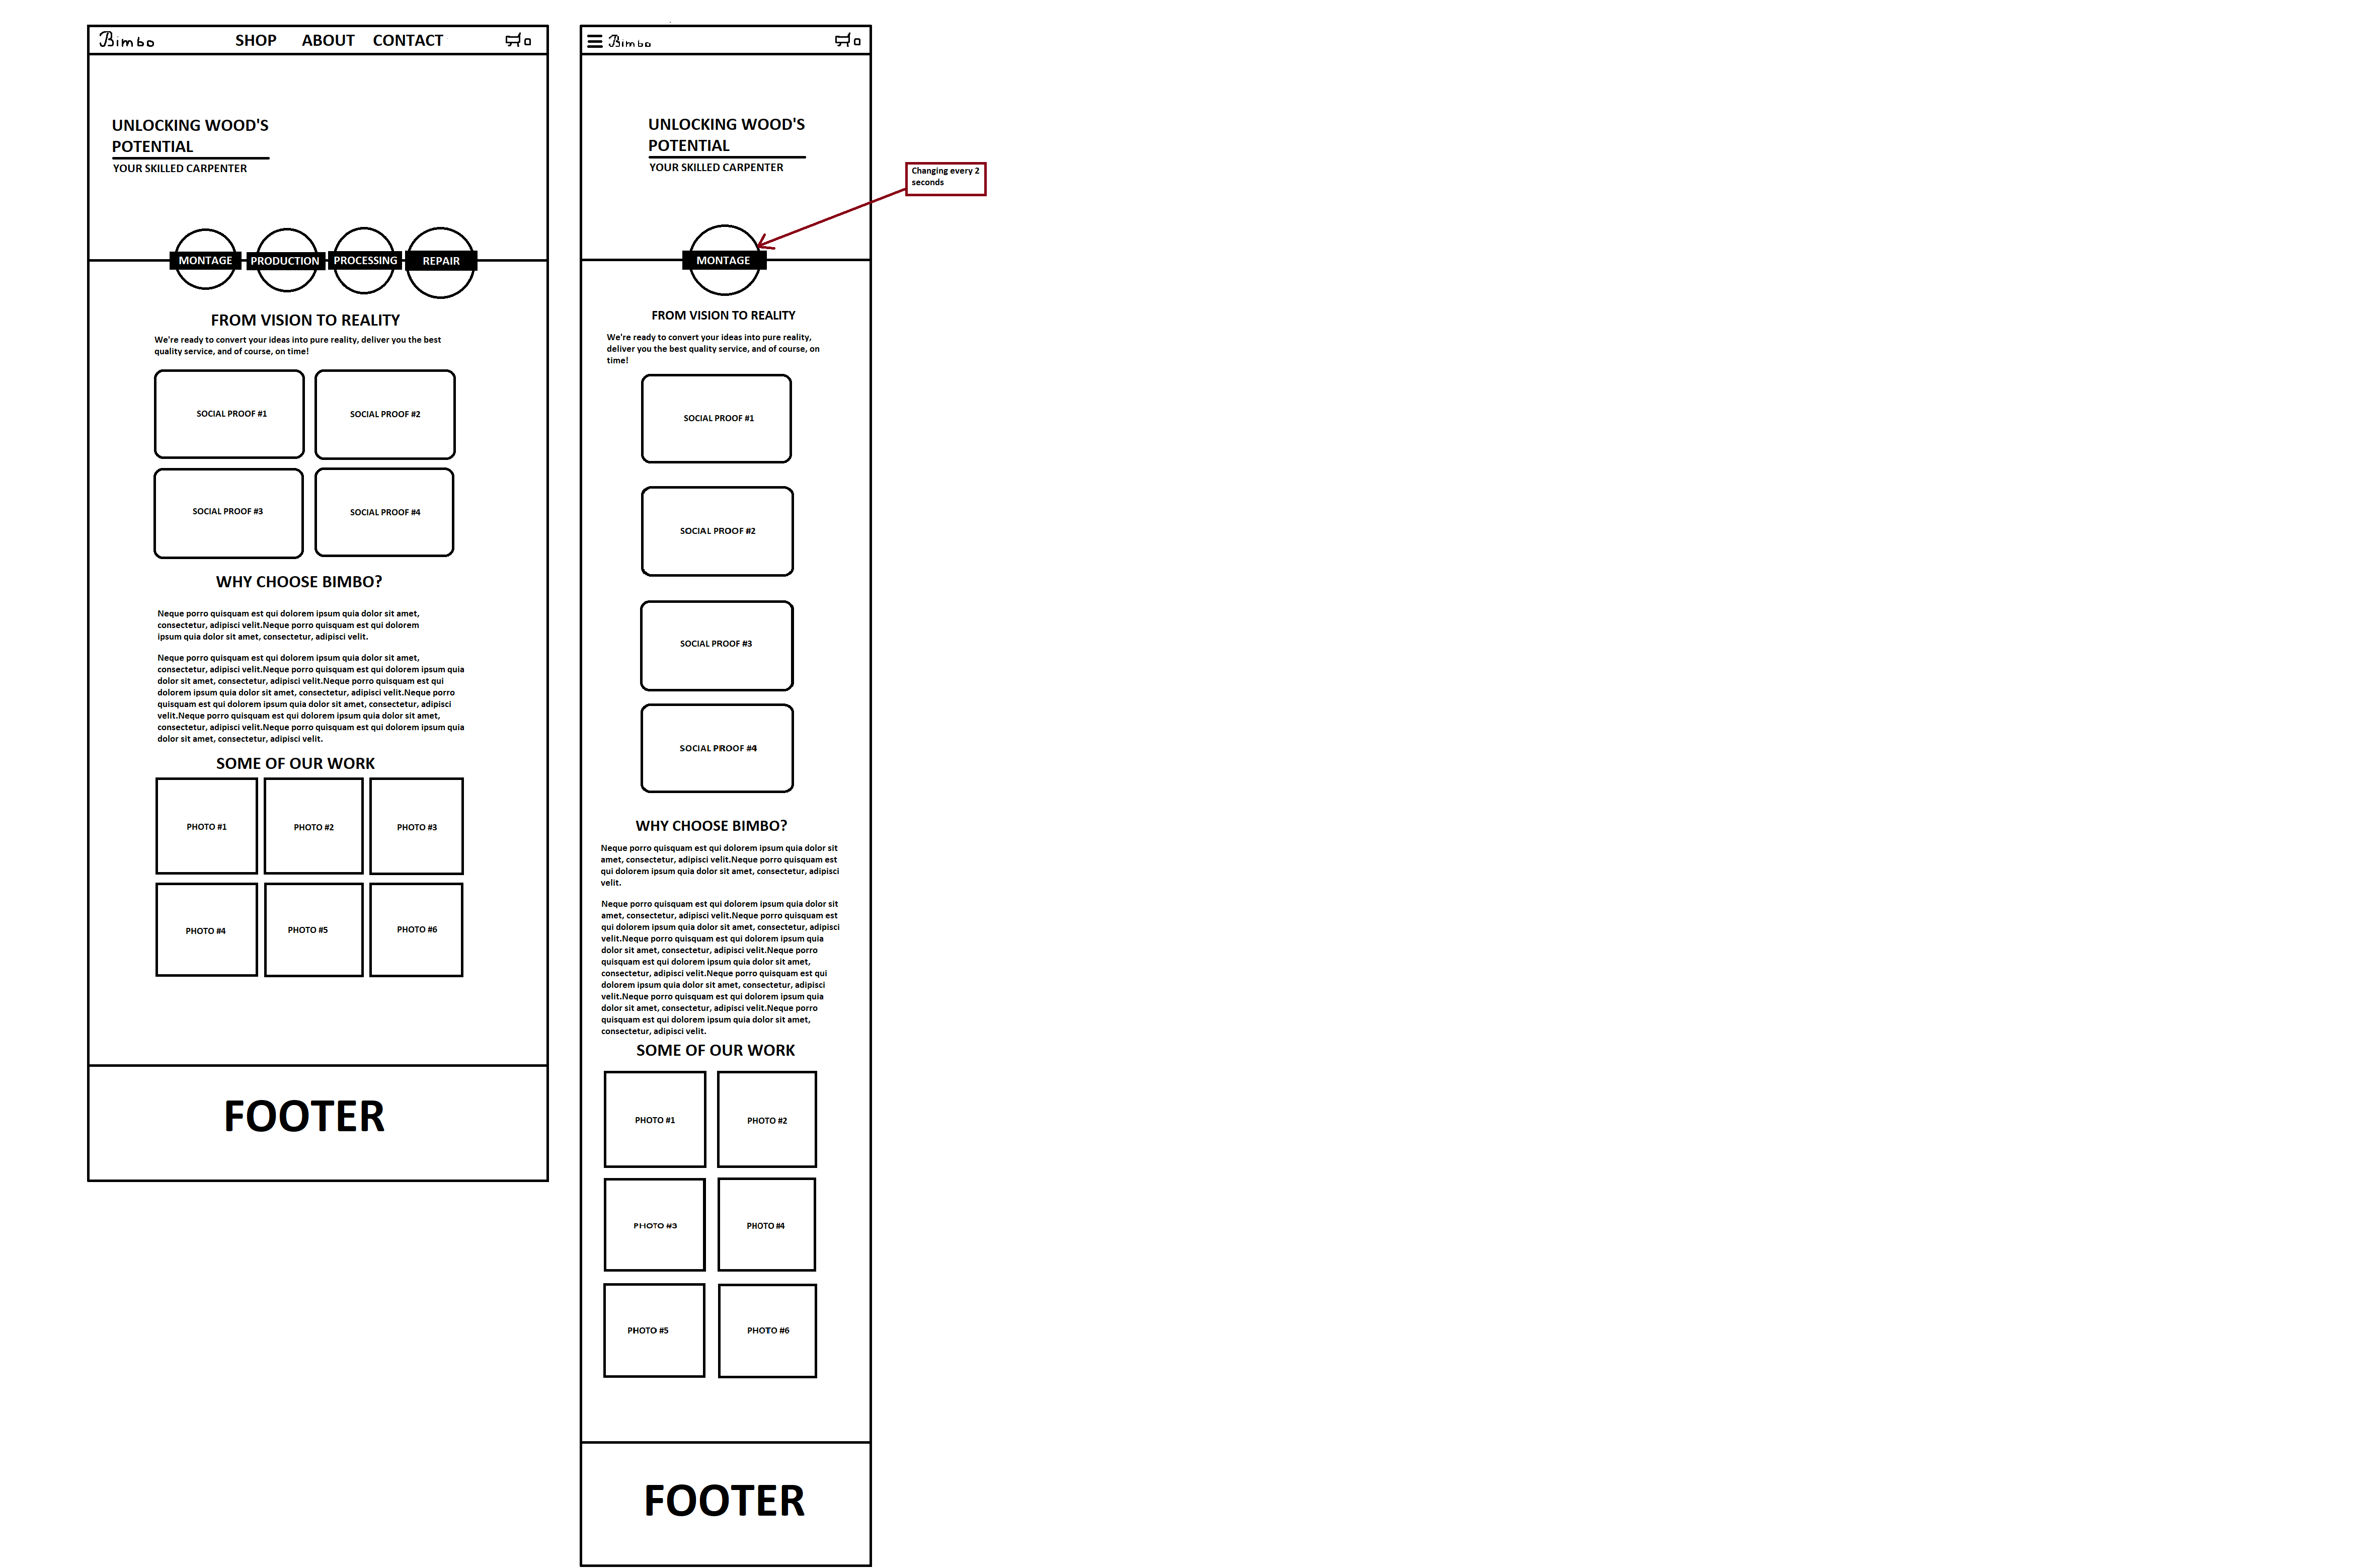 Bimbo
SHOP ABOUT CONTACT
UNLOCKING WOOD'S
POTENTIAL
YOUR SKILLED CARPENTER
MONTAGE PRODUCTION PROCESSING REPAIR
FROM VISION TO REALITY
We're ready to convert your ideas into pure reality, deliver you the best
quality service, and of course, on time!
SOCIAL PROOF #1
SOCIAL PROOF #2
SOCIAL PROOF #3
SOCIAL PROOF #4
WHY CHOOSE BIMBO?
Neque porro quisquam est qui dolorem ipsum quia dolor sit amet,
consectetur, adipisci velit.Neque porro quisquam est qui dolorem
ipsum quia dolor sit amet, consectetur, adipisci velit.
Neque porro quisquam est qui dolorem ipsum quia dolor sit amet,
consectetur, adipisci velit.Neque porro quisquam est qui dolorem ipsum quia
dolor sit amet, consectetur, adipisci velit.Neque porro quisquam est qui
dolorem ipsum quia dolor sit amet, consectetur, adipisci velit.Neque porro
quisquam est qui dolorem ipsum quia dolor sit amet, consectetur, adipisci
velit.Neque porro quisquam est qui dolorem ipsum quia dolor sit amet,
consectetur, adipisci velit.Neque porro quisquam est qui dolorem ipsum quia
dolor sit amet, consectetur, adipisci velit.
SOME OF OUR WORK
PHOTO #1
PHOTO #2
PHOTO #3
PHOTO #4
PHOTO #5
PHOTO #6
FOOTER
Bimbo
UNLOCKING WOOD'S
POTENTIAL
YOUR SKILLED CARPENTER
Changing every 2
seconds
MONTAGE
FROM VISION TO REALITY
We're ready to convert your ideas into pure reality,
deliver you the best quality service, and of course, on
time!
SOCIAL PROOF #1
SOCIAL PROOF #2
SOCIAL PROOF #3
SOCIAL PROOF #4
WHY CHOOSE BIMBO?
Neque porro quisquam est qui dolorem ipsum quia dolor sit
amet, consectetur, adipisci velit.Neque porro quisquam est
qui dolorem ipsum quia dolor sit amet, consectetur, adipisci
velit.
Neque porro quisquam est qui dolorem ipsum quia dolor sit
amet, consectetur, adipisci velit.Neque porro quisquam est
qui dolorem ipsum quia dolor sit amet, consectetur, adipisci
velit.Neque porro quisquam est qui dolorem ipsum quia
dolor sit amet, consectetur, adipisci velit.Neque porro
quisquam est qui dolorem ipsum quia dolor sit amet,
consectetur, adipisci velit.Neque porro quisquam est qui
dolorem ipsum quia dolor sit amet, consectetur, adipisci
velit.Neque porro quisquam est qui dolorem ipsum quia
dolor sit amet, consectetur, adipisci velit.Neque porro
quisquam est qui dolorem ipsum quia dolor sit amet,
consectetur, adipisci velit.
SOME OF OUR WORK
PHOTO #1
PHOTO #2
PHOTO #3
PHOTO #4
PHOTO #5
PHOTO #6
FOOTER